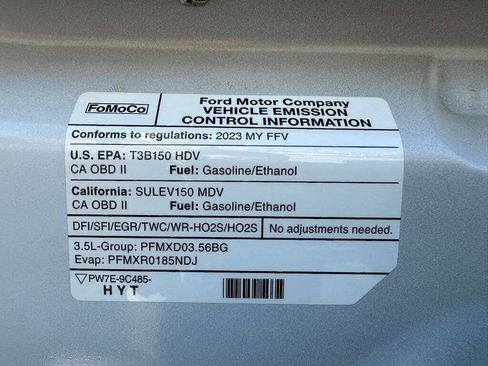 FoMoCo
Ford Motor Company
VEHICLE EMISSION
CONTROL INFORMATION
Conforms to regulations: 2023 MY FFV
U.S. EPA: T3B150 HDV
CA OBD II Fuel: Gasoline/Ethanol
California: SULEV150 MDV
CA OBD II Fuel: Gasoline/Ethanol
DFI/SFI/EGR/TWC/WR-HO2S/HO2S No adjustments needed.
3.5L-Group: PFMXD03.56BG
Evap: PFMXR0185NDJ
PW7E-9C485-
HYT